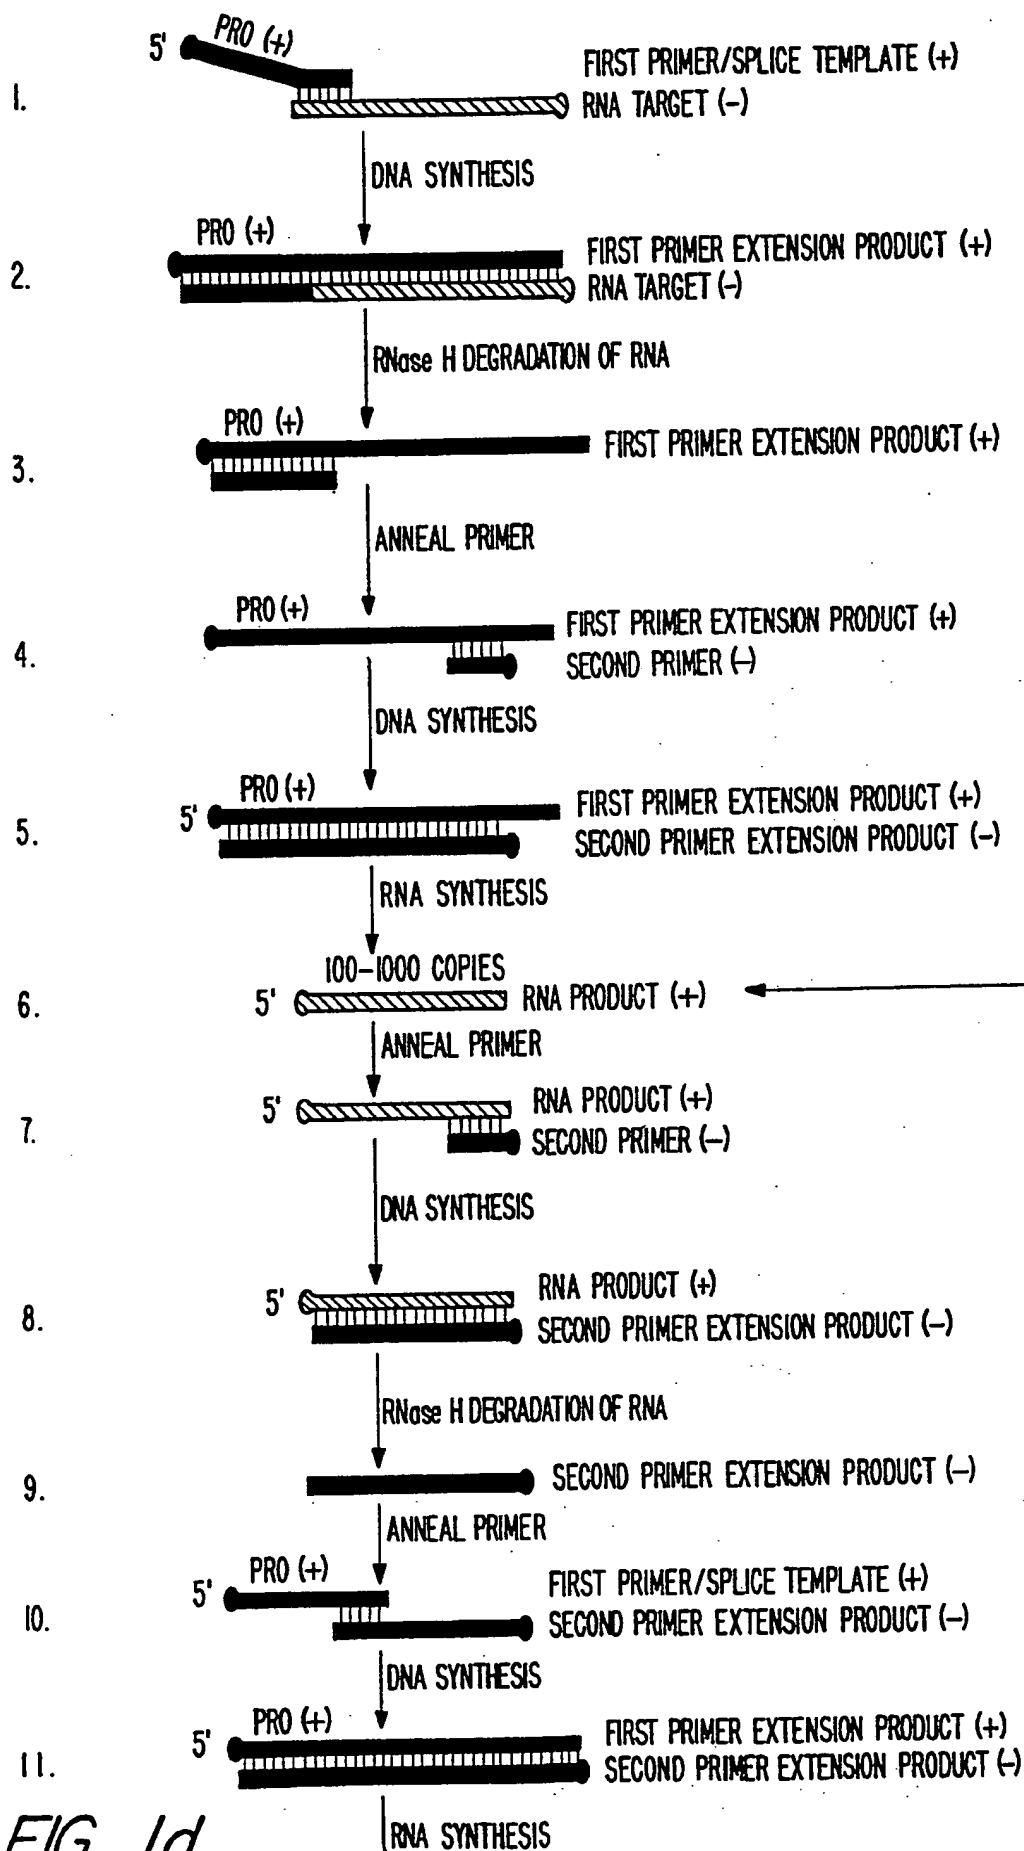 PRO (+)
5'
FIRST PRIMER/SPLICE TEMPLATE (+)
1.
RNA TARGET (-)
DNA SYNTHESIS
PRO (+)
FIRST PRIMER EXTENSION PRODUCT (+)
2.
RNA TARGET (-)
RNase H DEGRADATION OF RNA
PRO (+)
FIRST PRIMER EXTENSION PRODUCT (+)
3.
ANNEAL PRIMER
PRO (+)
FIRST PRIMER EXTENSION PRODUCT (+)
4.
SECOND PRIMER (-)
DNA SYNTHESIS
PRO (+)
5'
FIRST PRIMER EXTENSION PRODUCT (+)
5.
SECOND PRIMER EXTENSION PRODUCT (-)
RNA SYNTHESIS
100-1000 COPIES
6.
5'
RNA PRODUCT (+)
ANNEAL PRIMER
5'
RNA PRODUCT (+)
7.
SECOND PRIMER (-)
DNA SYNTHESIS
5'
RNA PRODUCT (+)
8.
SECOND PRIMER EXTENSION PRODUCT (-)
RNase H DEGRADATION OF RNA
9.
SECOND PRIMER EXTENSION PRODUCT (-)
ANNEAL PRIMER
PRO (+)
5'
FIRST PRIMER/SPLICE TEMPLATE (+)
10.
SECOND PRIMER EXTENSION PRODUCT (-)
DNA SYNTHESIS
PRO (+)
5'
FIRST PRIMER EXTENSION PRODUCT (+)
11.
SECOND PRIMER EXTENSION PRODUCT (-)
FIG. 1d
RNA SYNTHESIS